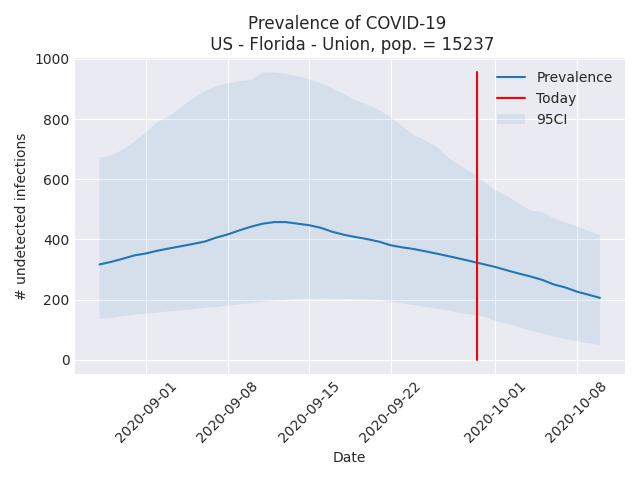 Prevalence of COVID-19
US - Florida - Union, pop. = 15237
Prevalence
Today
95CI
# undetected infections
1000
800
600
400
200
0
2020-09-01
2020-09-08
2020-09-15
2020-09-22
2020-10-01
2020-10-08
Date